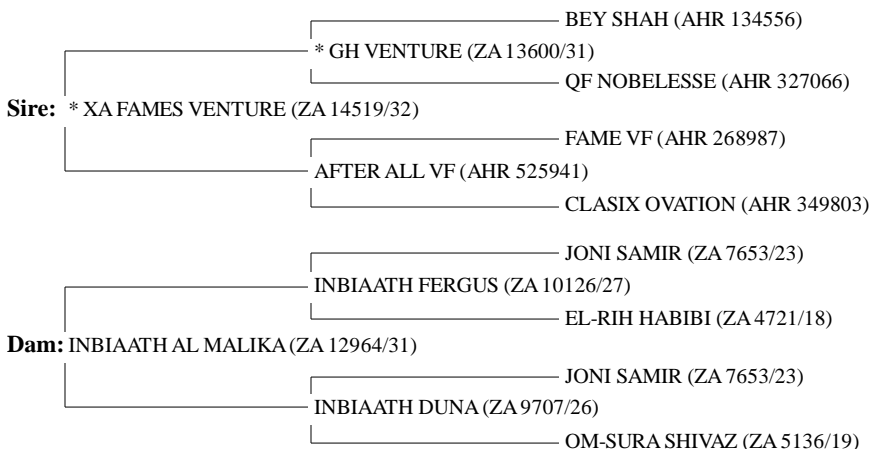 BEY SHAH (AHR 134556)
* GH VENTURE (ZA 13600/31)
QF NOBELESSE (AHR 327066)
Sire: * XA FAMES VENTURE (ZA 14519/32)
FAME VF (AHR 268987)
AFTER ALL VF (AHR 525941)
CLASIX OVATION (AHR 349803)
JONI SAMIR (ZA 7653/23)
INBIAATH FERGUS (ZA 10126/27)
EL-RIH HABIBI (ZA 4721/18)
Dam: INBIAATH AL MALIKA (ZA 12964/31)
JONI SAMIR (ZA 7653/23)
INBIAATH DUNA (ZA 9707/26)
OM-SURA SHIVAZ (ZA 5136/19)